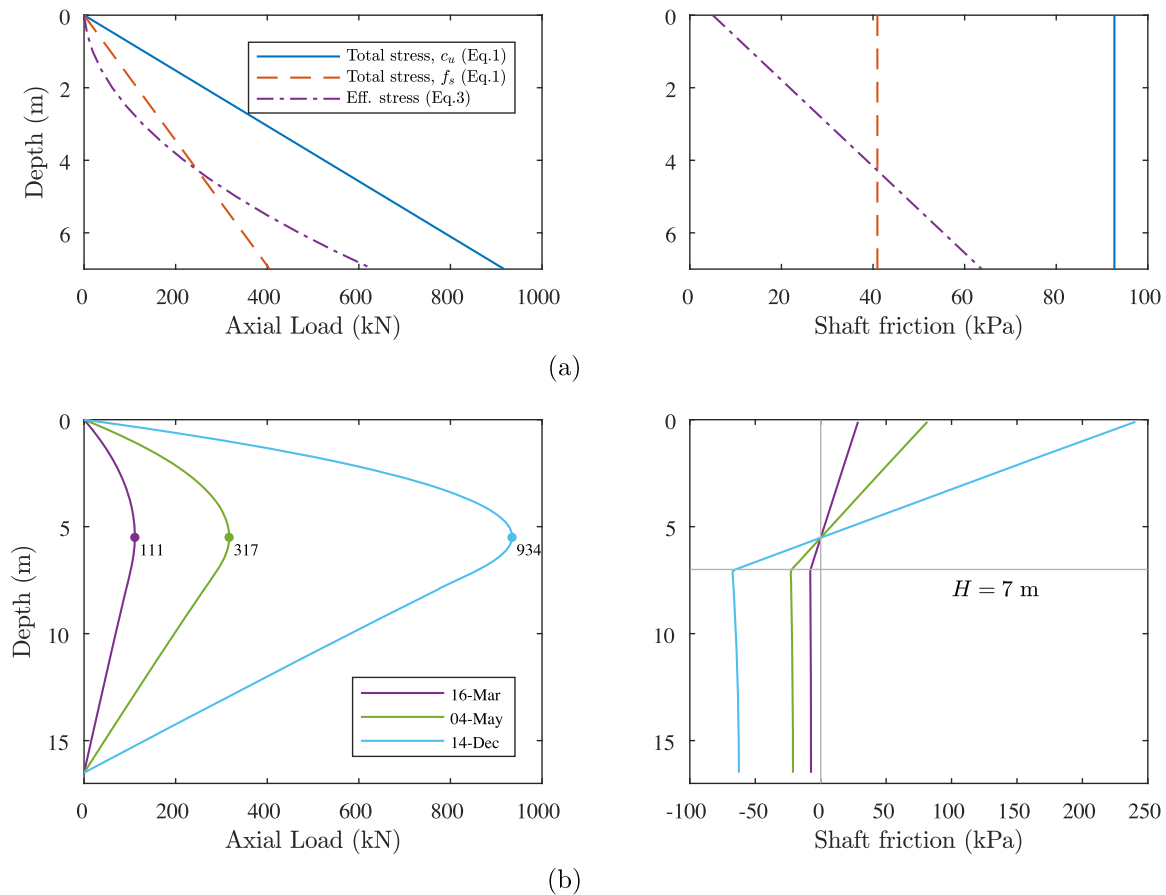 0
2
4
6
Depth (m)
0 200 400 600 800 1000
Axial Load (kN)
Total stress, c_u (Eq.1)
Total stress, f_s (Eq.1)
Eff. stress (Eq.3)
0
2
4
6
0 20 40 60 80 100
Shaft friction (kPa)
(a)
0
5
10
15
Depth (m)
111
317
934
16-Mar
04-May
14-Dec
0 200 400 600 800 1000
Axial Load (kN)
0
5
10
15
H = 7 m
-100 -50 0 50 100 150 200 250
Shaft friction (kPa)
(b)